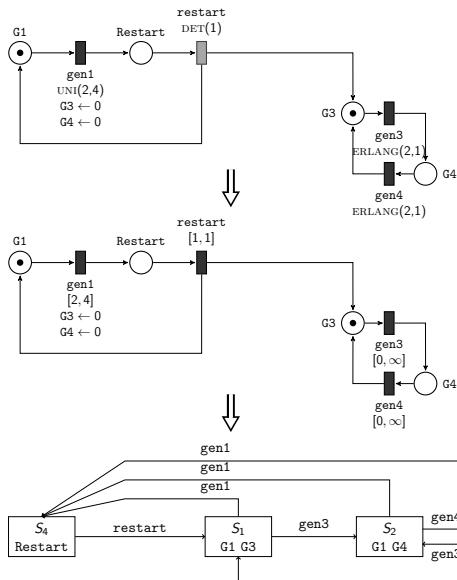 restart
DET(1)
G1
Restart
gen1
UNI(2,4)
G3 ← 0
G4 ← 0
G3
gen3
ERLANG(2,1)
G4
gen4
ERLANG(2,1)
restart
[1, 1]
G1
Restart
gen1
[2, 4]
G3 ← 0
G4 ← 0
G3
gen3
[0, ∞]
G4
gen4
[0, ∞]
gen1
gen1
gen1
S4
Restart
restart
S1
G1 G3
gen3
S2
G1 G4
gen4
gen3